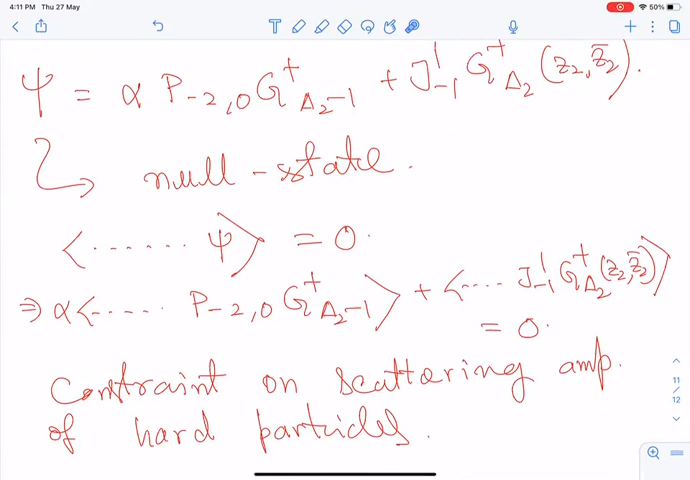 4:11 PM Thu 27 May
50%
Ψ = α P₋₂,₀ G⁺_{Δ₂-1} + J¹₋₁ G⁺_{Δ₂}(z₂, z̄₂).
↳ null-state.
<...... Ψ> = 0.
⇒ α<...... P₋₂,₀ G⁺_{Δ₂-1}> + <.... J¹₋₁ G⁺_{Δ₂}(z₂, z̄₂)>
= 0.
Constraint on scattering amp.
of hard particles.
11
/
12